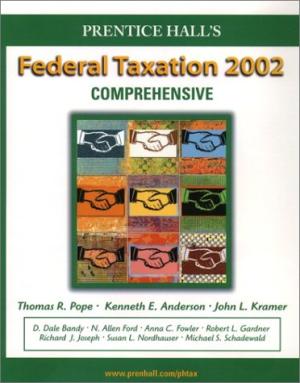 PRENTICE HALL'S
Federal Taxation 2002
COMPREHENSIVE
Thomas R. Pope · Kenneth E. Anderson · John L. Kramer
D. Dale Bandy · N. Allen Ford · Anna C. Fowler · Robert L. Gardner
Richard J. Joseph · Susan L. Nordhauser · Michael S. Schadewald
www.prenhall.com/phtax